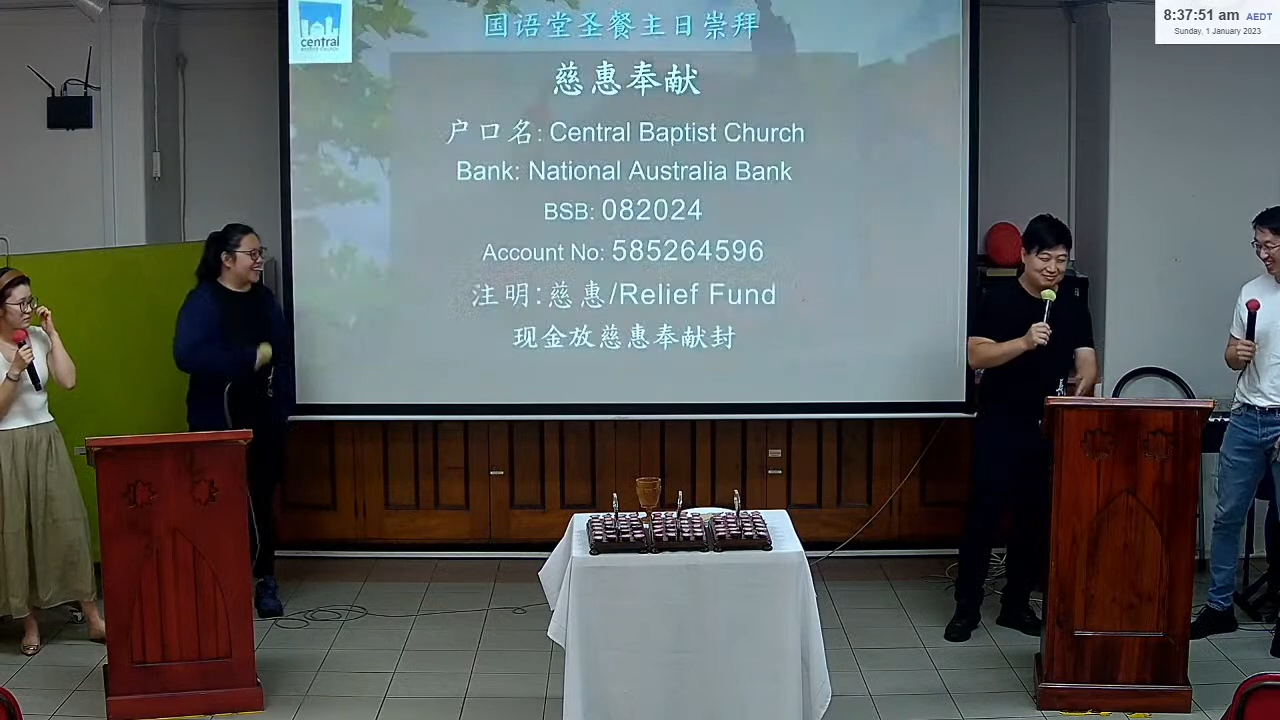 8:37:51 am AEDT
Sunday, 1 January 2023
central
baptist church
国语堂圣餐主日崇拜
慈惠奉献
户口名: Central Baptist Church
Bank: National Australia Bank
BSB: 082024
Account No: 585264596
注明:慈惠/Relief Fund
现金放慈惠奉献封